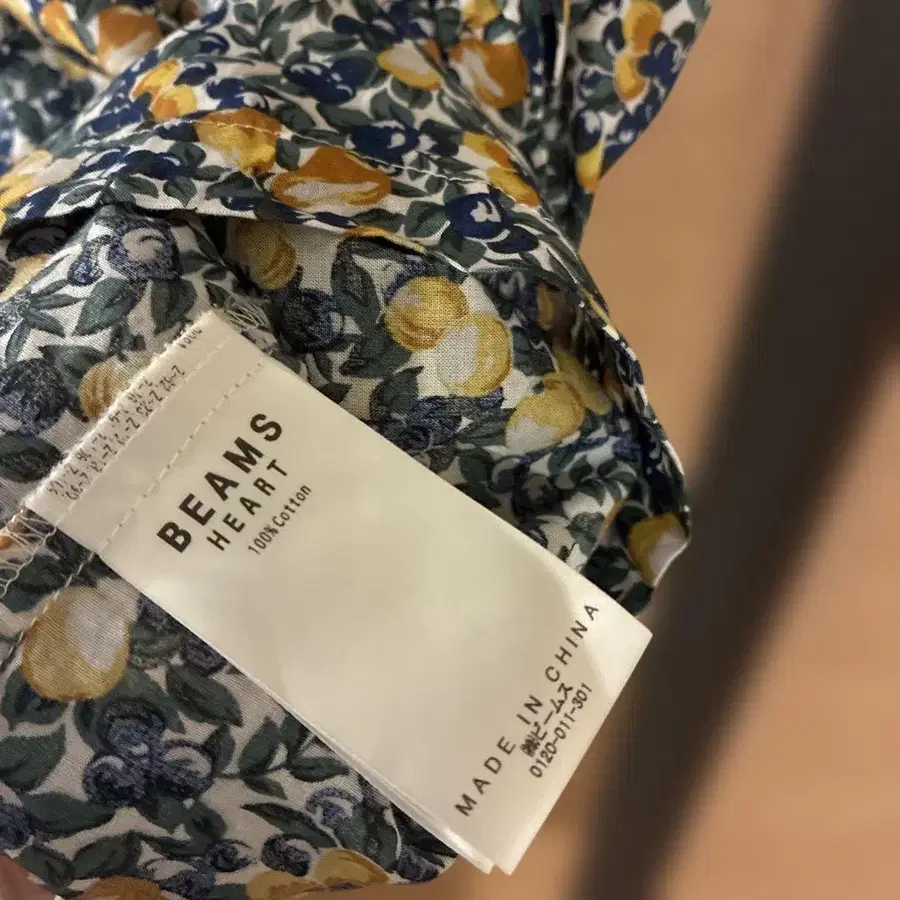 BEAMS
HEART
100% Cotton
MADE IN CHINA
㈱ビームス
0120-011-301